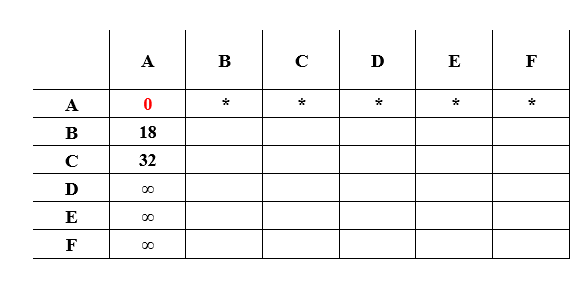 A B C D E F
A 0 * * * * *
B 18
C 32
D ∞
E ∞
F ∞